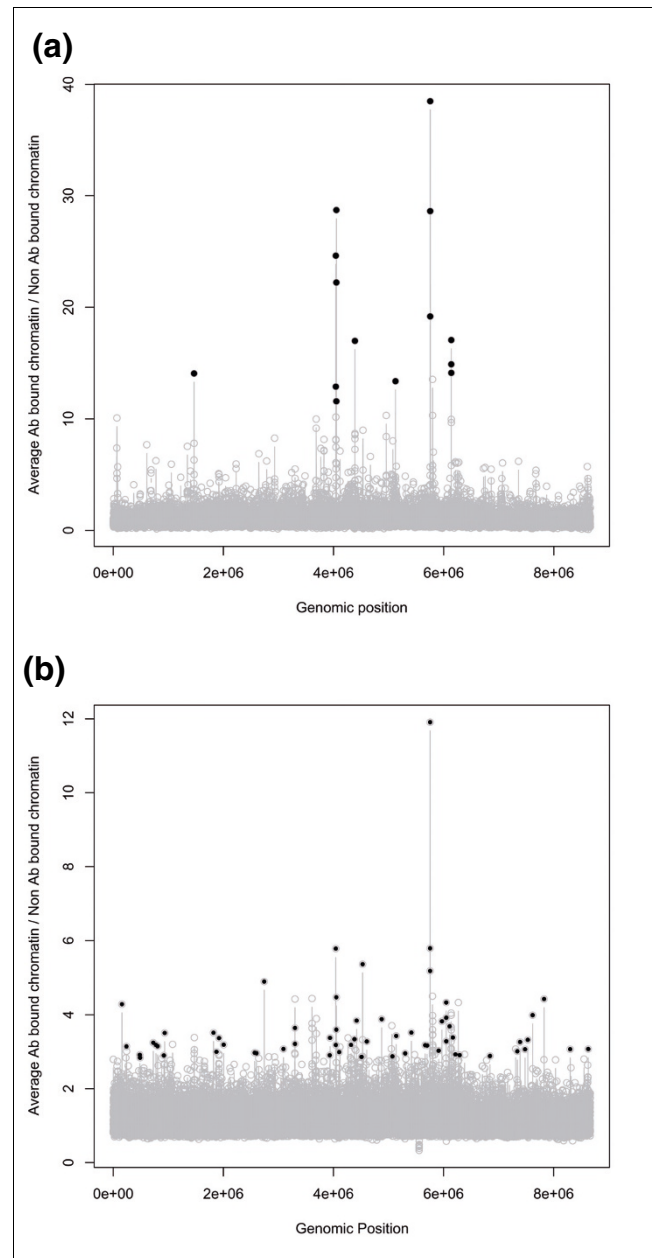 (a)
Average Ab bound chromatin / Non Ab bound chromatin
40
30
20
10
0
0e+00 2e+06 4e+06 6e+06 8e+06
Genomic position
(b)
Average Ab bound chromatin / Non Ab bound chromatin
12
10
8
6
4
2
0
0e+00 2e+06 4e+06 6e+06 8e+06
Genomic Position